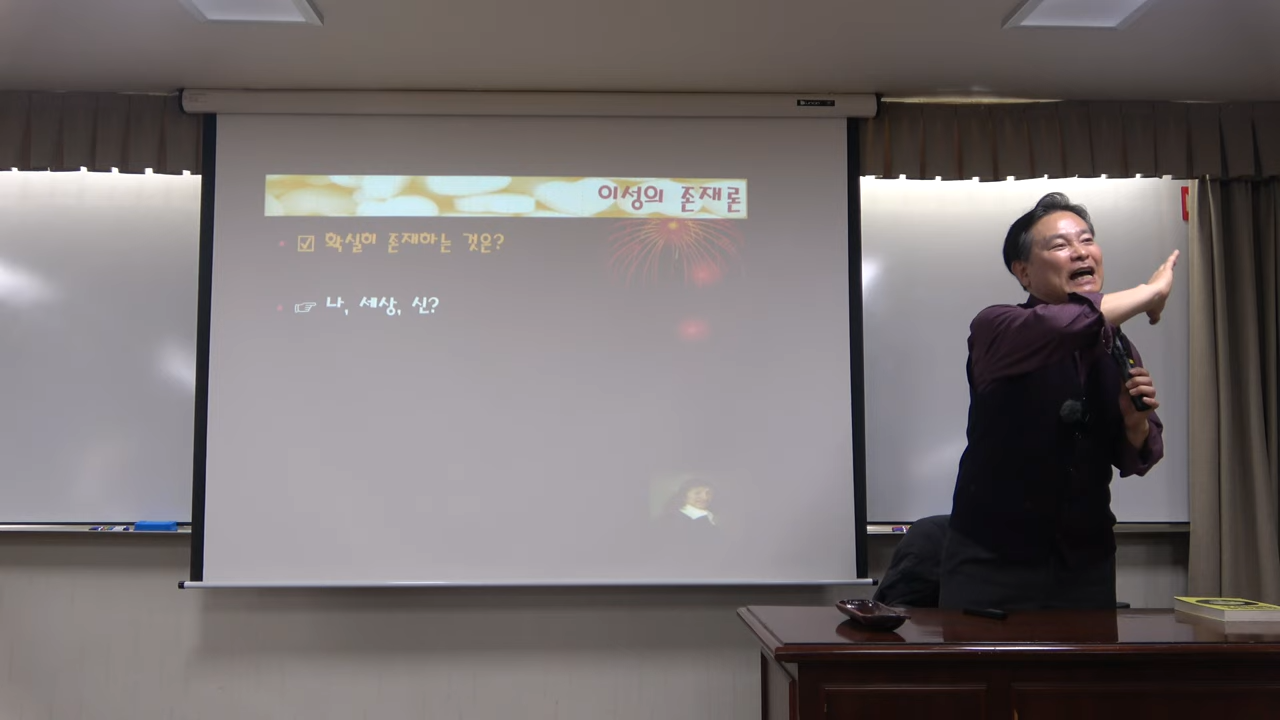 이성의 존재론
☑ 확실히 존재하는 것은?
☞ 나, 세상, 신?